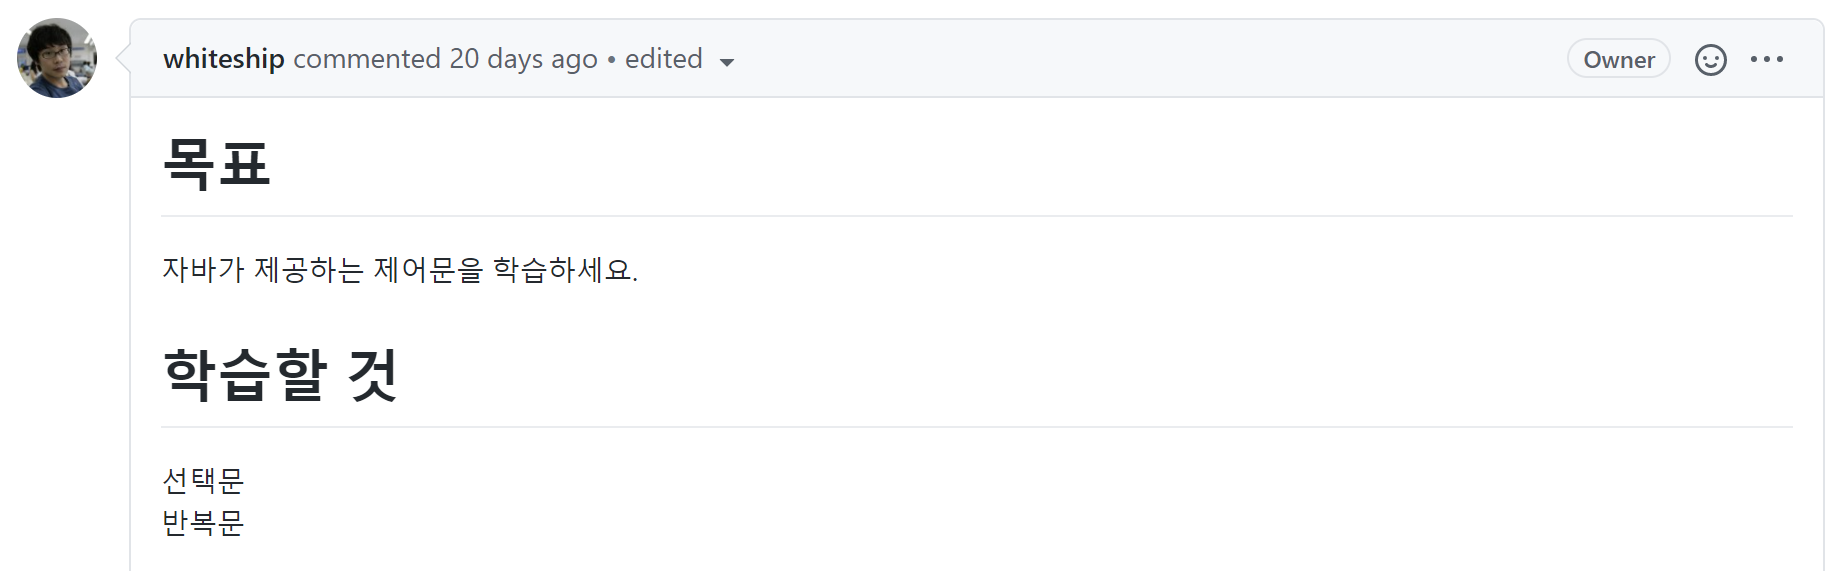 whiteship commented 20 days ago • edited
Owner
목표
자바가 제공하는 제어문을 학습하세요.
학습할 것
선택문
반복문